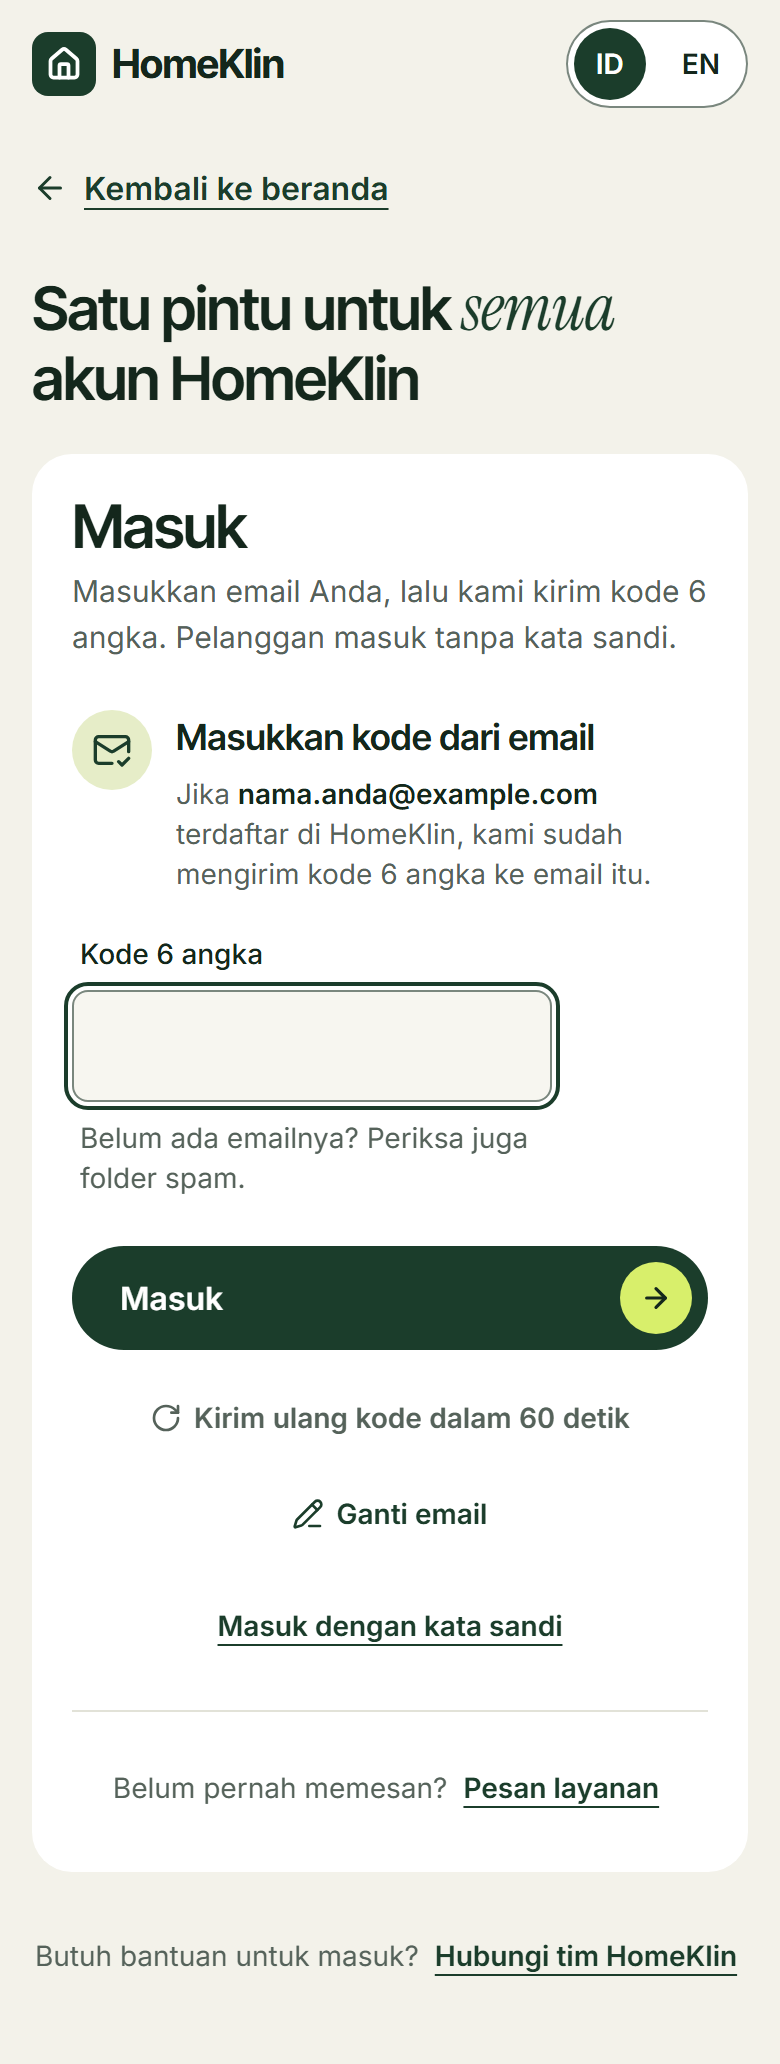 HomeKlin
ID EN
Kembali ke beranda
Satu pintu untuk semua
akun HomeKlin
Masuk
Masukkan email Anda, lalu kami kirim kode 6
angka. Pelanggan masuk tanpa kata sandi.
Masukkan kode dari email
Jika nama.anda@example.com
terdaftar di HomeKlin, kami sudah
mengirim kode 6 angka ke email itu.
Kode 6 angka
Belum ada emailnya? Periksa juga
folder spam.
Masuk
Kirim ulang kode dalam 60 detik
Ganti email
Masuk dengan kata sandi
Belum pernah memesan? Pesan layanan
Butuh bantuan untuk masuk? Hubungi tim HomeKlin